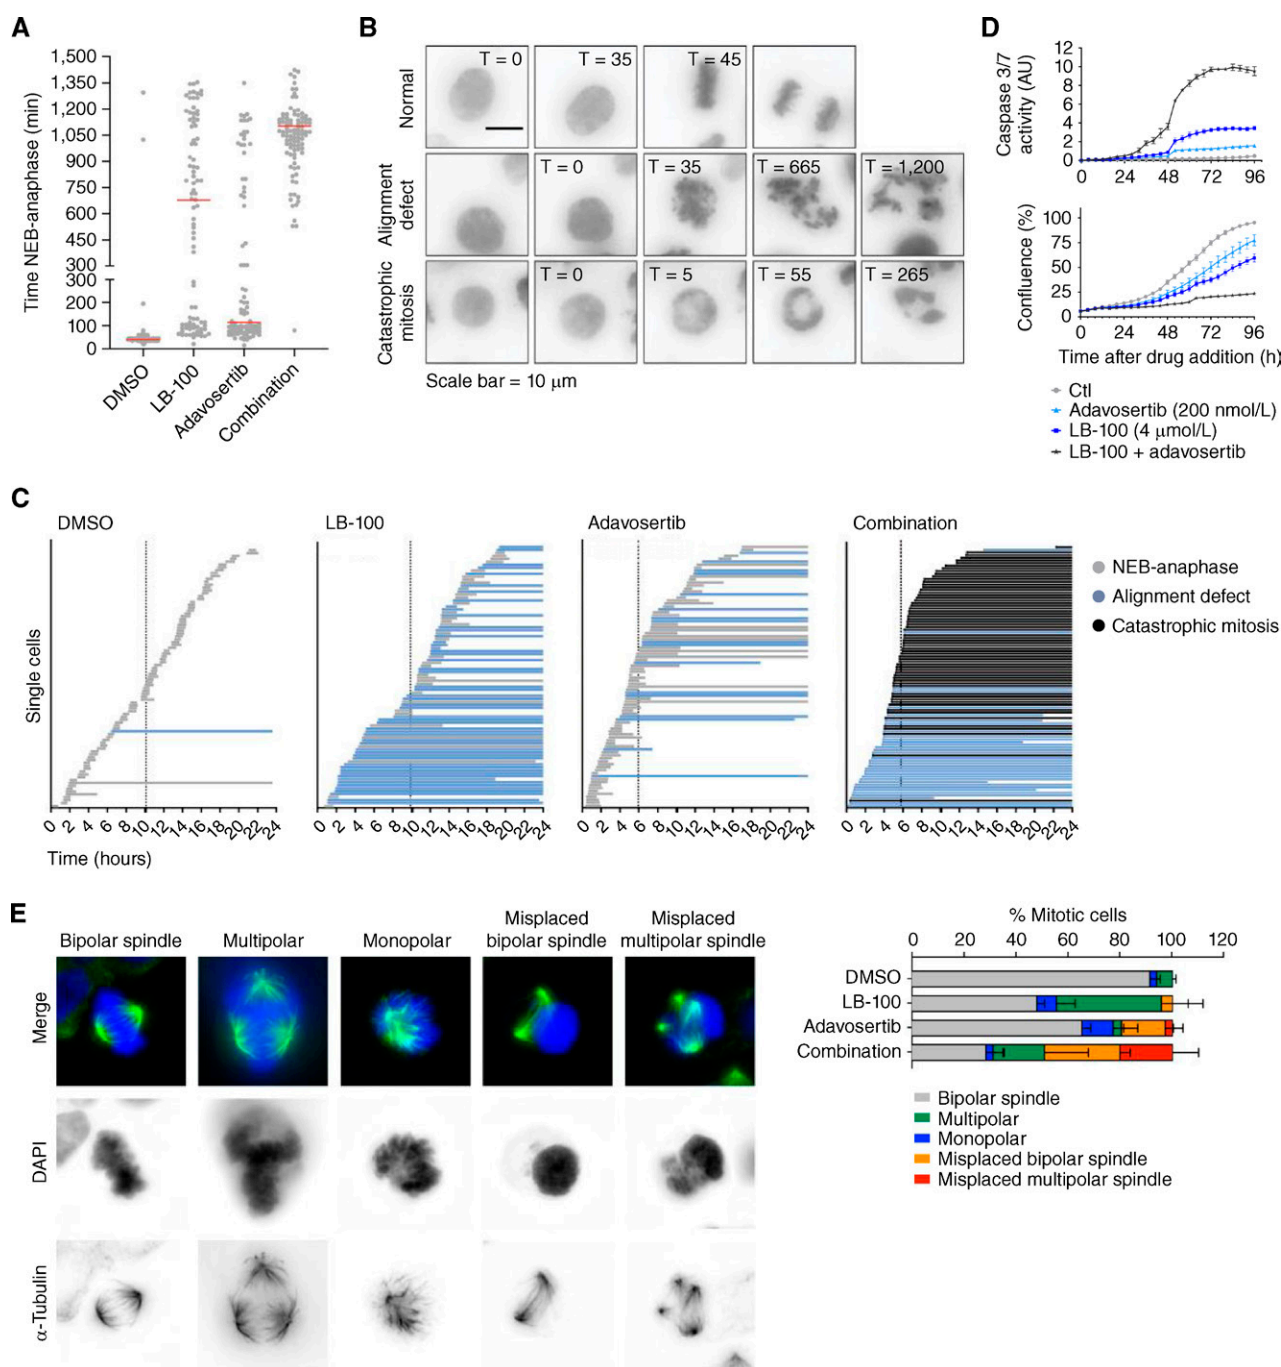 A
Time NEB-anaphase (min)
1,500
1,350
1,200
1,050
900
750
600
450
300
300
200
100
0
DMSO
LB-100
Adavosertib
Combination
B
Normal
T = 0
T = 35
T = 45
Alignment
defect
T = 0
T = 35
T = 665
T = 1,200
Catastrophic
mitosis
T = 0
T = 5
T = 55
T = 265
Scale bar = 10 μm
D
Caspase 3/7
activity (AU)
12
10
8
6
4
2
0
0 24 48 72 96
Confluence (%)
100
75
50
25
0
0 24 48 72 96
Time after drug addition (h)
Ctl
Adavosertib (200 nmol/L)
LB-100 (4 μmol/L)
LB-100 + adavosertib
C
DMSO
LB-100
Adavosertib
Combination
Single cells
0 2 4 6 8 10 12 14 16 18 20 22 24
0 2 4 6 8 10 12 14 16 18 20 22 24
0 2 4 6 8 10 12 14 16 18 20 22 24
0 2 4 6 8 10 12 14 16 18 20 22 24
Time (hours)
NEB-anaphase
Alignment defect
Catastrophic mitosis
E
Bipolar spindle
Multipolar
Monopolar
Misplaced
bipolar spindle
Misplaced
multipolar spindle
Merge
DAPI
α-Tubulin
% Mitotic cells
0 20 40 60 80 100 120
DMSO
LB-100
Adavosertib
Combination
Bipolar spindle
Multipolar
Monopolar
Misplaced bipolar spindle
Misplaced multipolar spindle